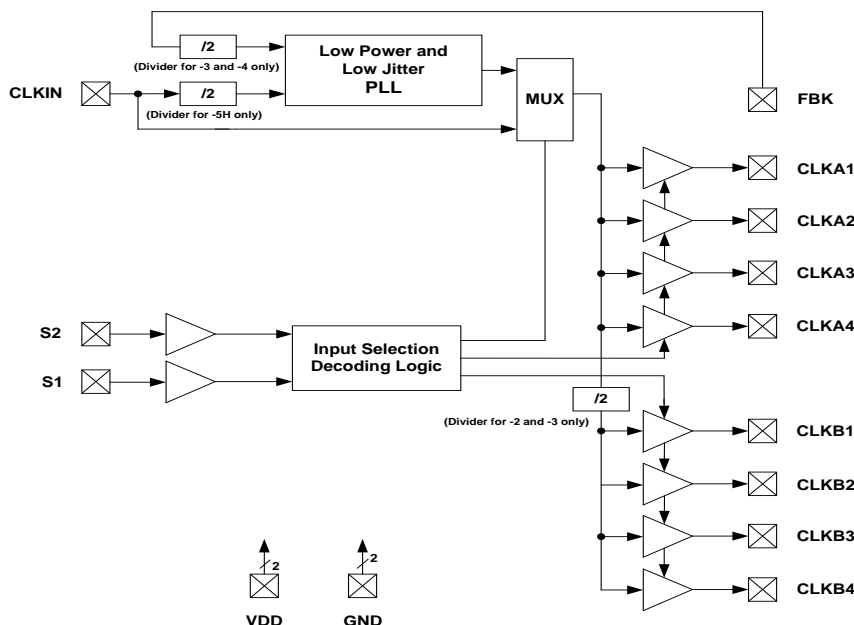 /2
Low Power and
Low Jitter
PLL
(Divider for -3 and -4 only)
CLKIN
/2
MUX
FBK
(Divider for -5H only)
CLKA1
CLKA2
CLKA3
CLKA4
S2
Input Selection
Decoding Logic
S1
/2
(Divider for -2 and -3 only)
CLKB1
CLKB2
CLKB3
CLKB4
2
2
VDD
GND